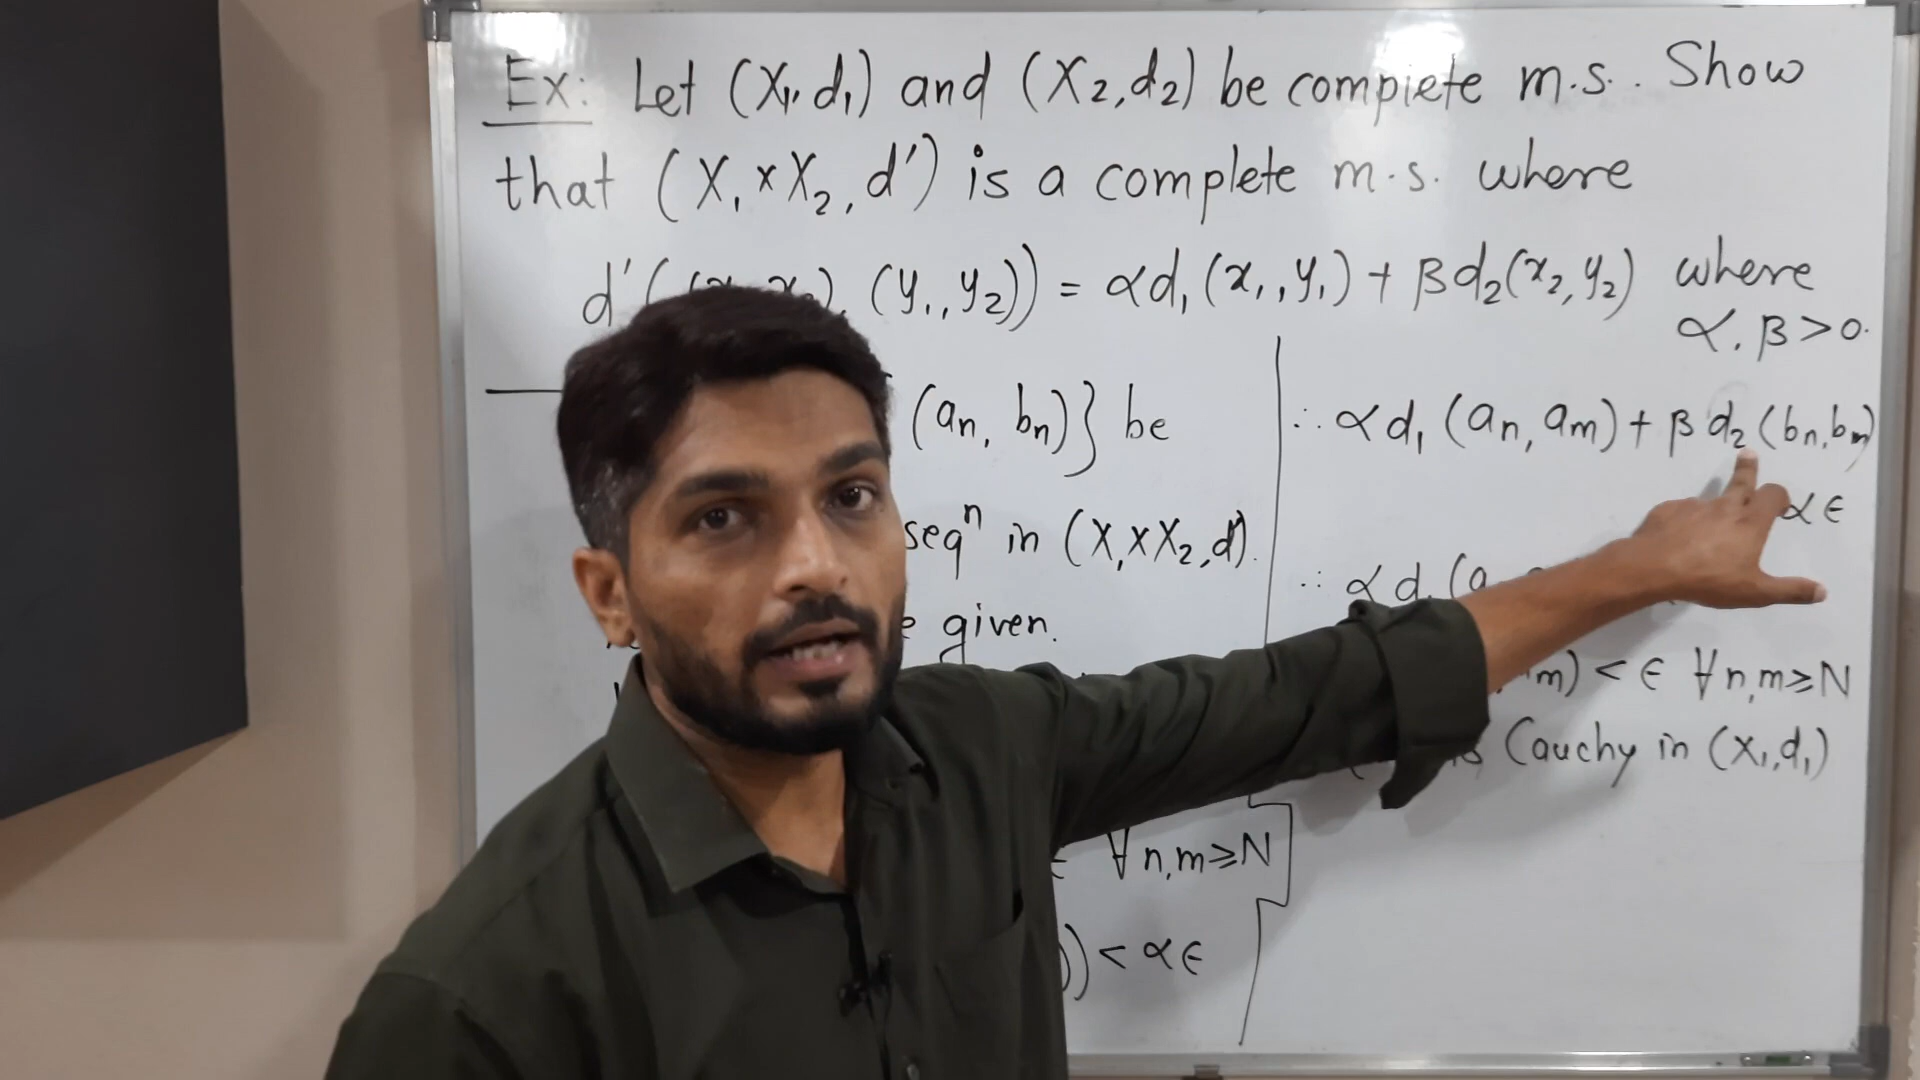 Ex: Let (X₁, d₁) and (X₂, d₂) be complete m.s. Show
that (X₁ × X₂, d') is a complete m.s. where
d'((x₁, x₂), (y₁, y₂)) = αd₁(x₁, y₁) + βd₂(x₂, y₂) where
α, β > 0.
(aₙ, bₙ)} be
seqⁿ in (X₁ × X₂, d').
given.
∀ n,m ≥ N
)) < αϵ
∴ αd₁(aₙ, aₘ) + βd₂(bₙ, bₘ)
αϵ
∴ αd₁(a
m) < ϵ ∀ n,m ≥ N
Cauchy in (X₁, d₁)